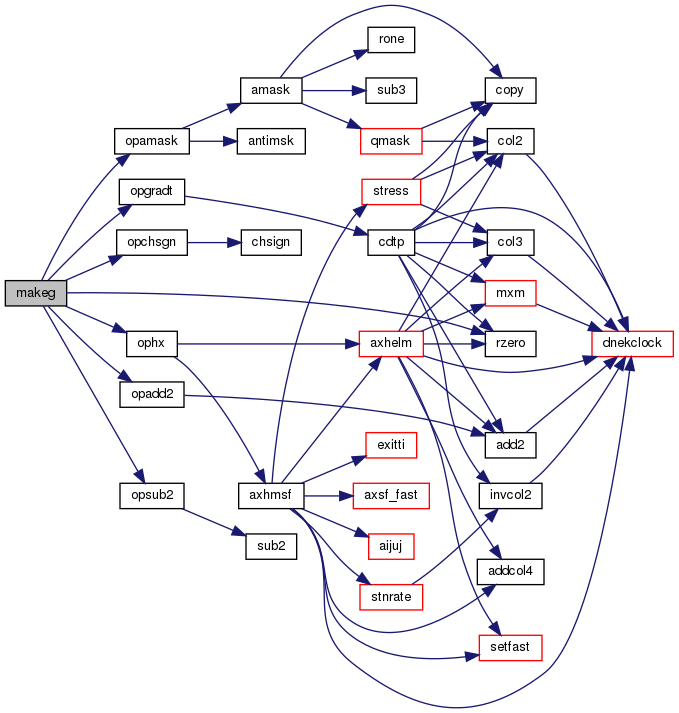 rone
amask
sub3
copy
opamask
antimsk
qmask
col2
opgradt
stress
opchsgn
chsign
cdtp
col3
makeg
mxm
ophx
axhelm
rzero
dnekclock
opadd2
exitti
add2
opsub2
axhmsf
axsf_fast
invcol2
sub2
aijuj
addcol4
stnrate
setfast